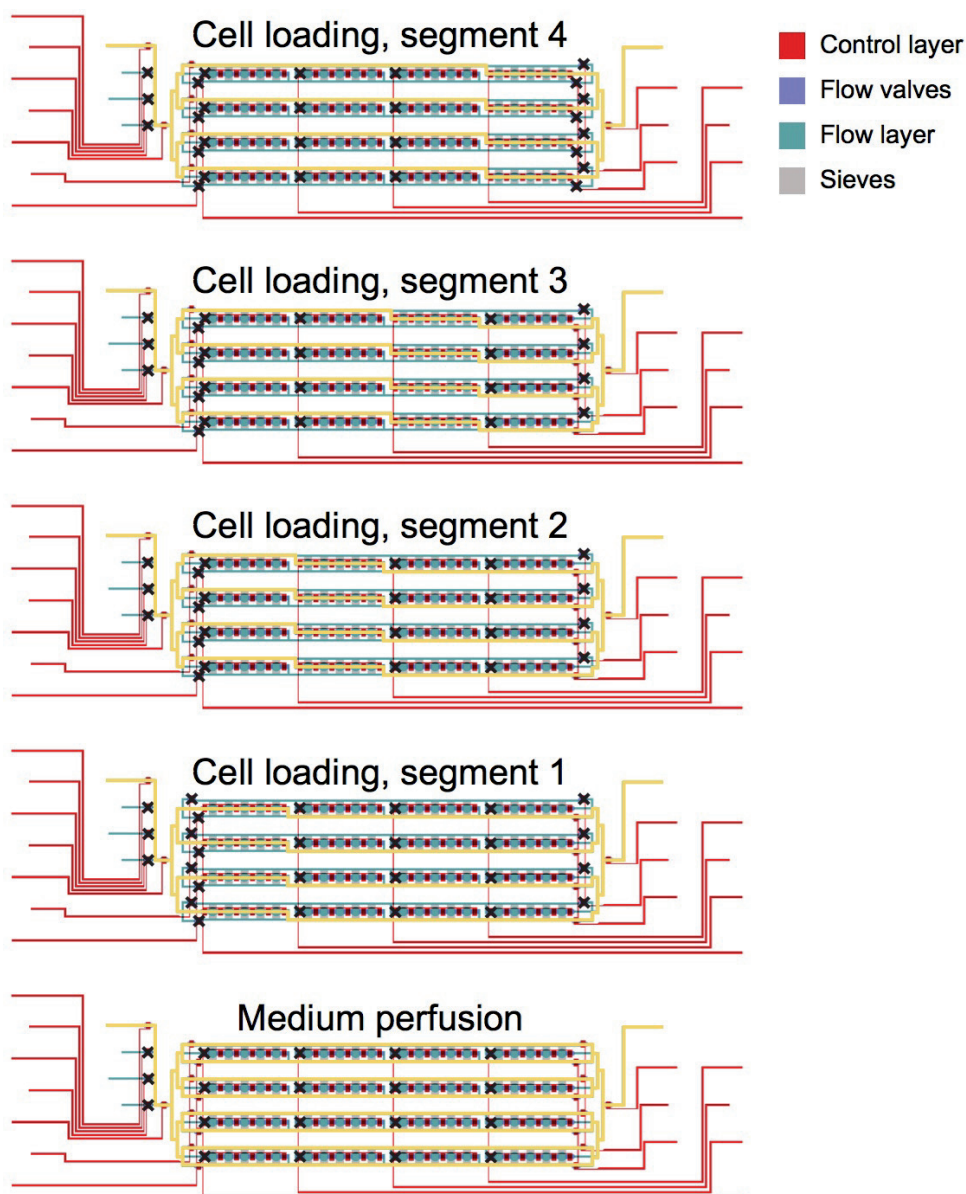 Cell loading, segment 4
Control layer
Flow valves
Flow layer
Sieves
Cell loading, segment 3
Cell loading, segment 2
Cell loading, segment 1
Medium perfusion